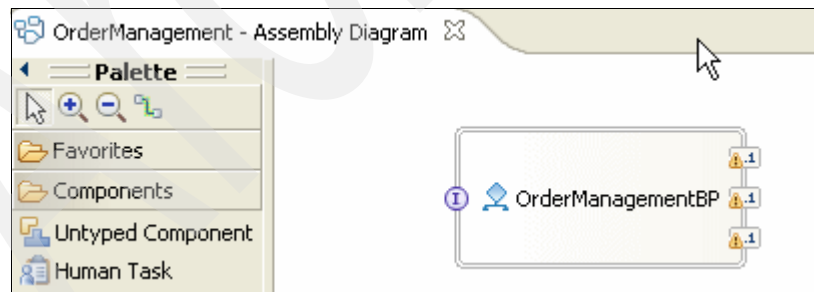 OrderManagement - Assembly Diagram
Palette
Favorites
Components
Untyped Component
Human Task
I
OrderManagementBP
.1
.1
.1